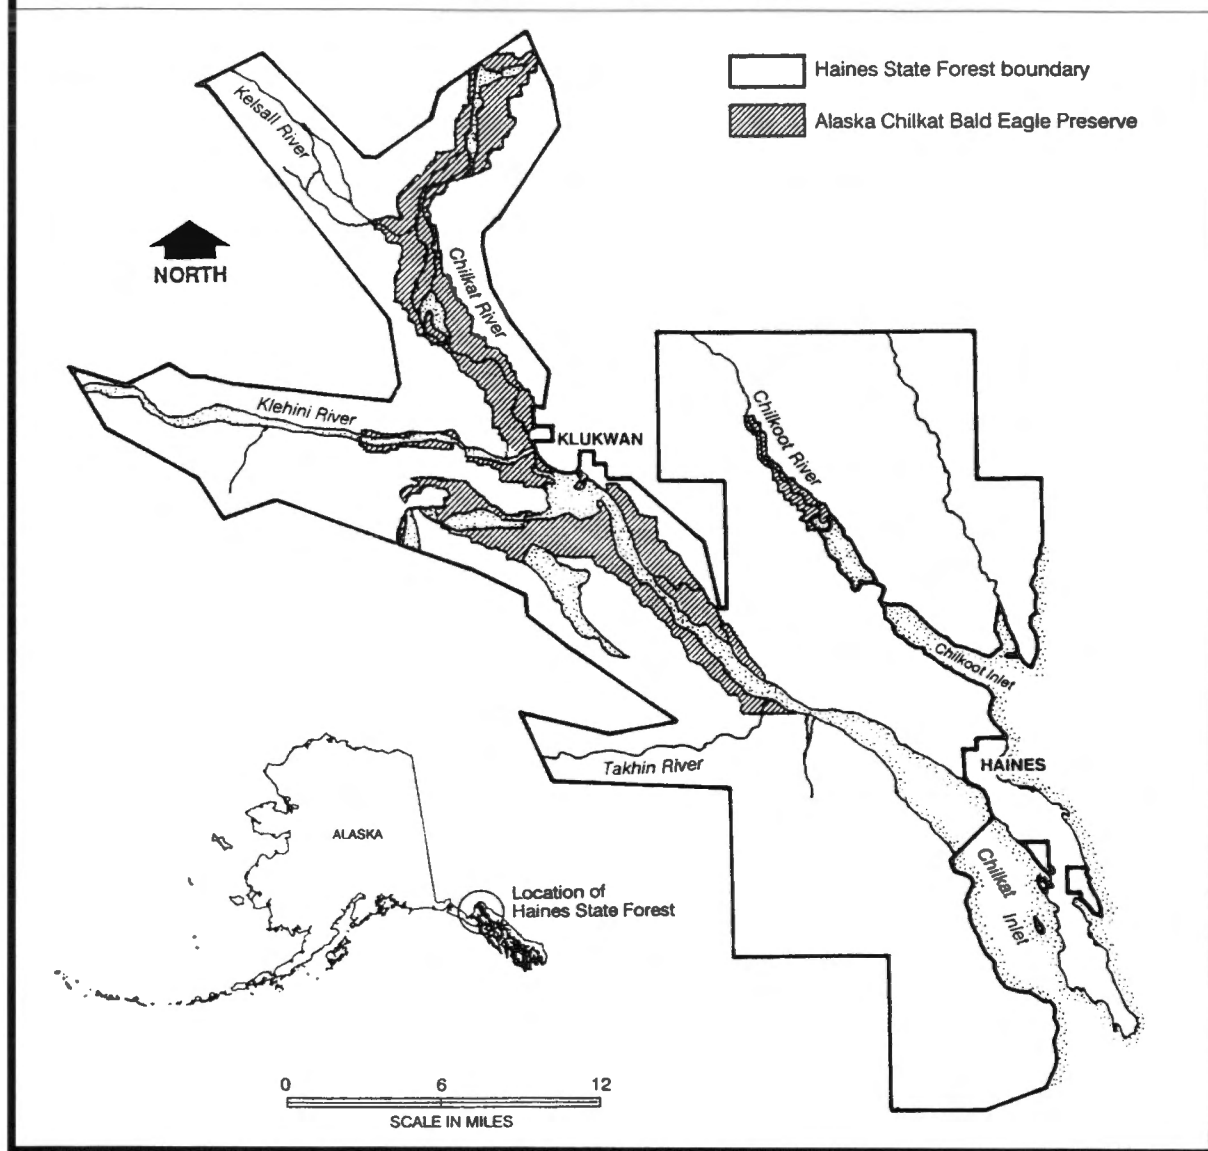 Haines State Forest boundary
Alaska Chilkat Bald Eagle Preserve
Kelsall River
NORTH
Chilkat River
Klehini River
KLUKWAN
Chilkoot River
Chilkoot Inlet
Takhin River
HAINES
ALASKA
Chilkat Inlet
Location of
Haines State Forest
0 6 12
SCALE IN MILES